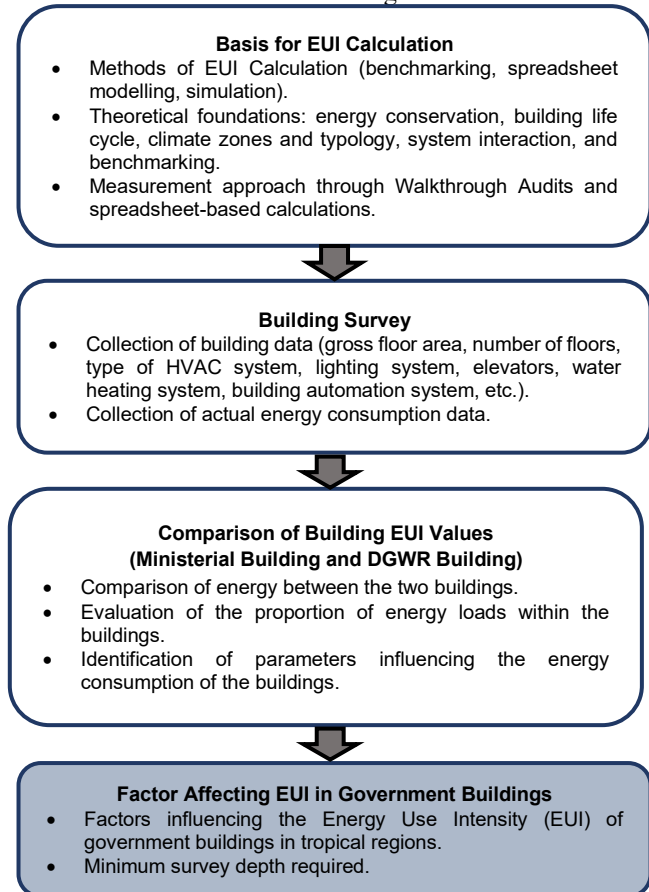 Basis for EUI Calculation
• Methods of EUI Calculation (benchmarking, spreadsheet
modelling, simulation).
• Theoretical foundations: energy conservation, building life
cycle, climate zones and typology, system interaction, and
benchmarking.
• Measurement approach through Walkthrough Audits and
spreadsheet-based calculations.
Building Survey
• Collection of building data (gross floor area, number of floors,
type of HVAC system, lighting system, elevators, water
heating system, building automation system, etc.).
• Collection of actual energy consumption data.
Comparison of Building EUI Values
(Ministerial Building and DGWR Building)
• Comparison of energy between the two buildings.
• Evaluation of the proportion of energy loads within the
buildings.
• Identification of parameters influencing the energy
consumption of the buildings.
Factor Affecting EUI in Government Buildings
• Factors influencing the Energy Use Intensity (EUI) of
government buildings in tropical regions.
• Minimum survey depth required.